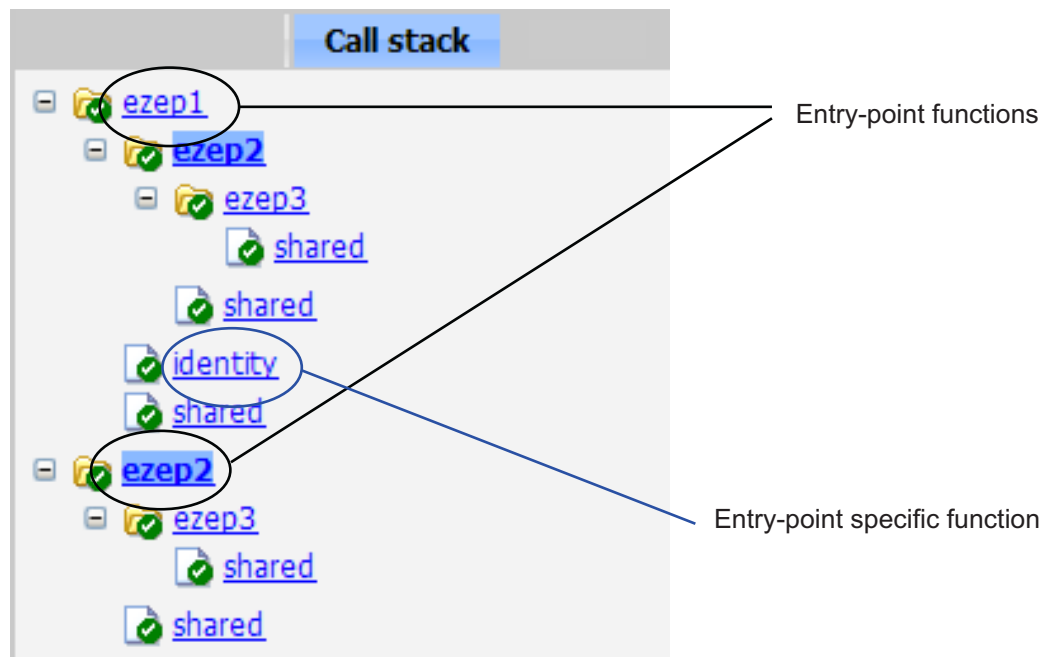 Call stack
ezep1
Entry-point functions
ezep2
ezep3
shared
shared
identity
shared
ezep2
ezep3
Entry-point specific function
shared
shared